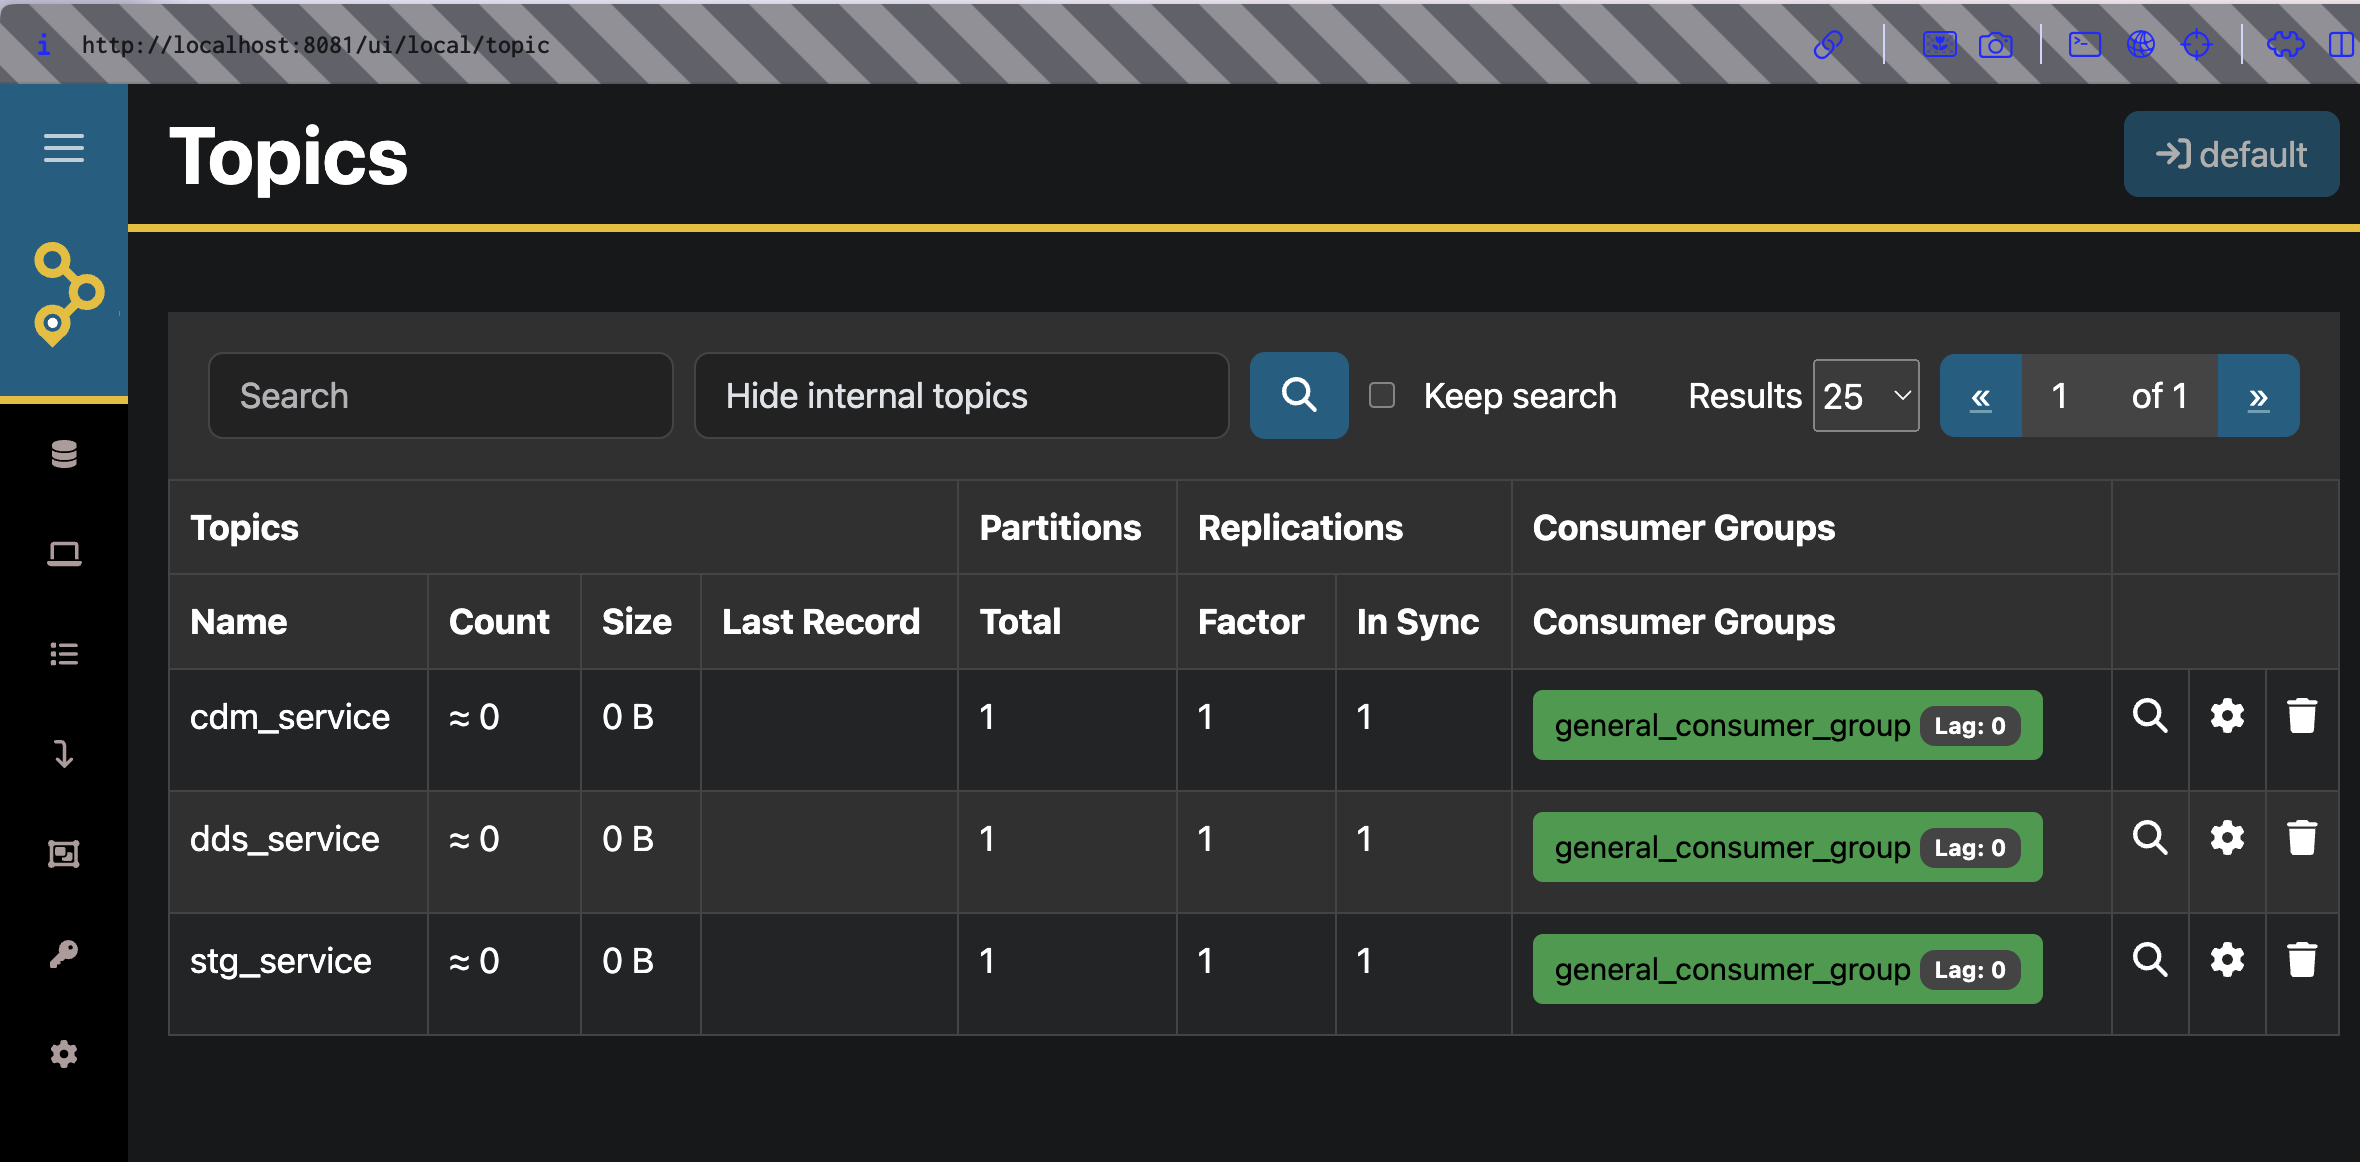 i http://localhost:8081/ui/local/topic
Topics
default
Search
Hide internal topics
Keep search
Results
25
« 1 of 1 »
Topics Partitions Replications Consumer Groups
Name Count Size Last Record Total Factor In Sync Consumer Groups
cdm_service ≈ 0 0 B 1 1 1 general_consumer_group Lag: 0
dds_service ≈ 0 0 B 1 1 1 general_consumer_group Lag: 0
stg_service ≈ 0 0 B 1 1 1 general_consumer_group Lag: 0